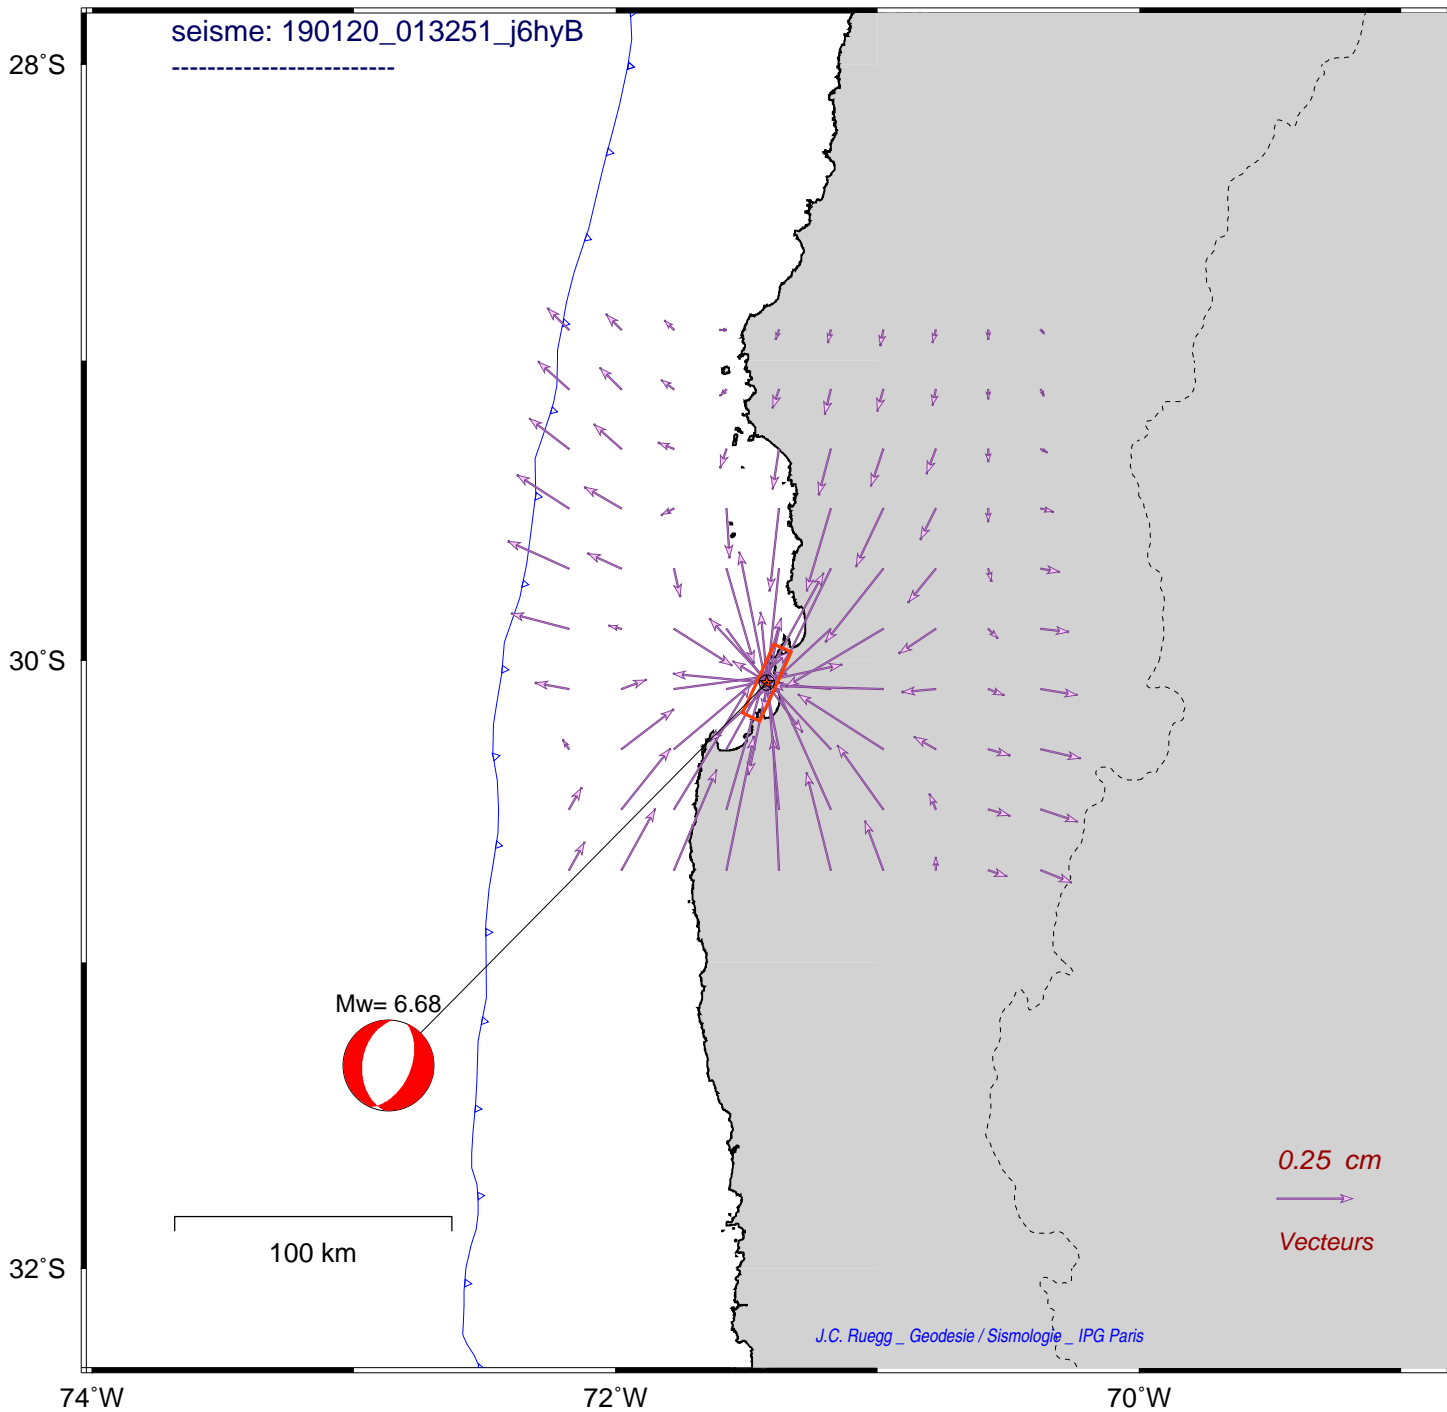 seisme: 190120_013251_j6hyB
-------------------------
28°S
30°S
Mw= 6.68
0.25 cm
Vecteurs
100 km
32°S
J.C. Ruegg _ Geodesie / Sismologie _ IPG Paris
74°W
72°W
70°W